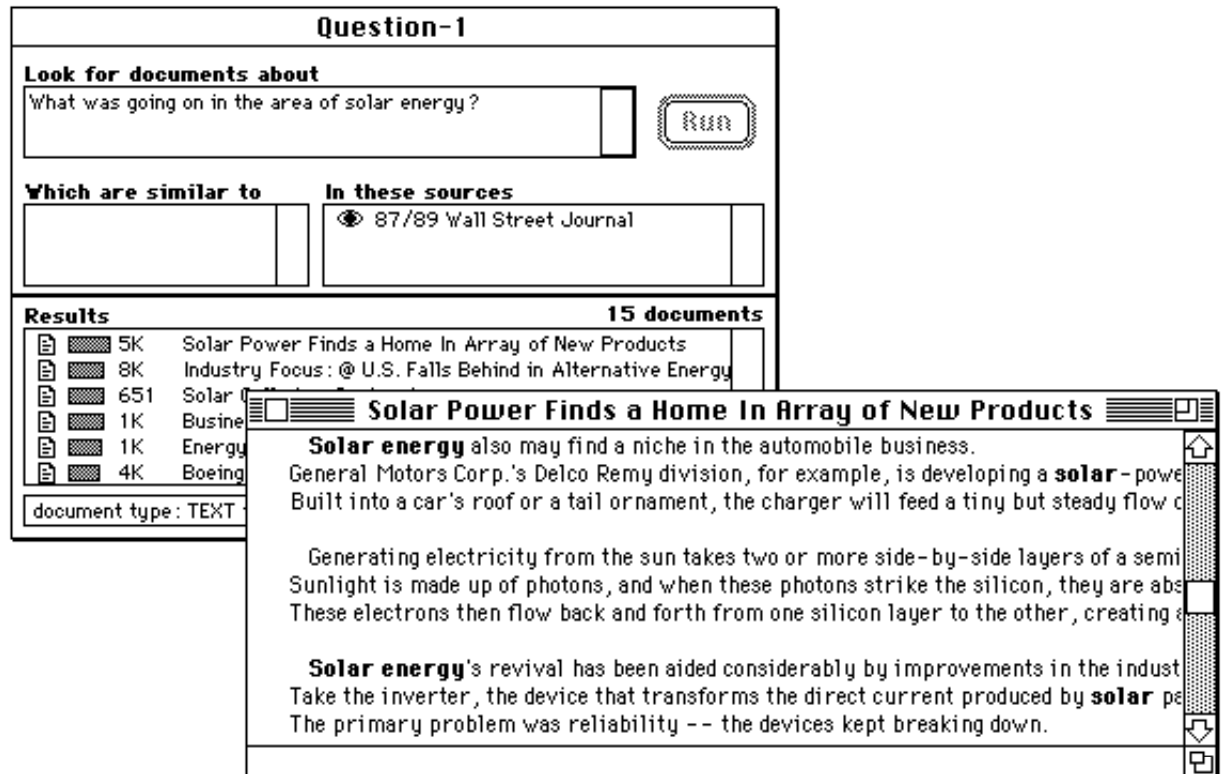 Question-1
Look for documents about
What was going on in the area of solar energy?
Run
Which are similar to
In these sources
87/89 Wall Street Journal
Results 15 documents
5K Solar Power Finds a Home In Array of New Products
8K Industry Focus: @ U.S. Falls Behind in Alternative Energy
651 Solar
1K
1K Energy
4K Boeing
document type: TEXT
Solar Power Finds a Home In Array of New Products
Solar energy also may find a niche in the automobile business.
General Motors Corp.'s Delco Remy division, for example, is developing a solar-powe
Built into a car's roof or a tail ornament, the charger will feed a tiny but steady flow
Generating electricity from the sun takes two or more side-by-side layers of a semi
Sunlight is made up of photons, and when these photons strike the silicon, they are abs
These electrons then flow back and forth from one silicon layer to the other, creating
Solar energy's revival has been aided considerably by improvements in the indust
Take the inverter, the device that transforms the direct current produced by solar pa
The primary problem was reliability -- the devices kept breaking down.